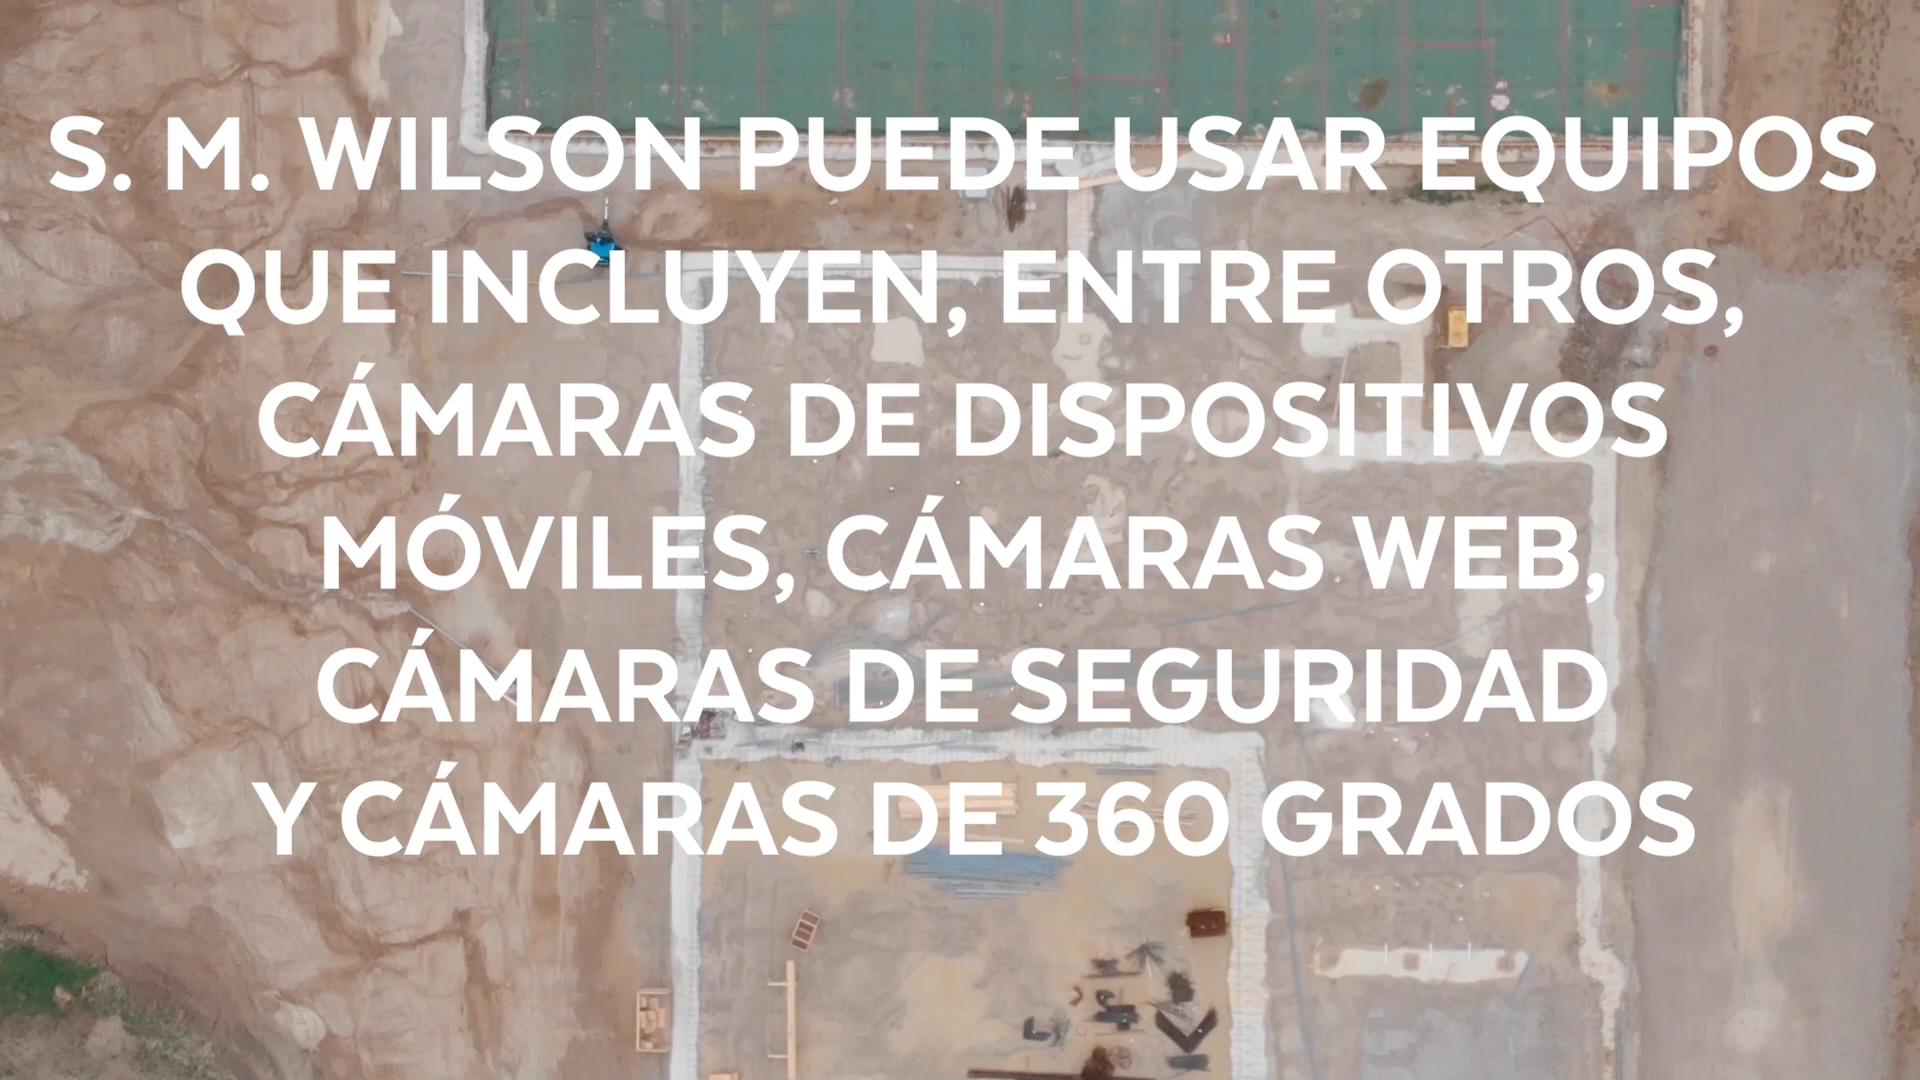 S. M. WILSON PUEDE USAR EQUIPOS
QUE INCLUYEN, ENTRE OTROS,
CÁMARAS DE DISPOSITIVOS
MÓVILES, CÁMARAS WEB,
CÁMARAS DE SEGURIDAD
Y CÁMARAS DE 360 GRADOS